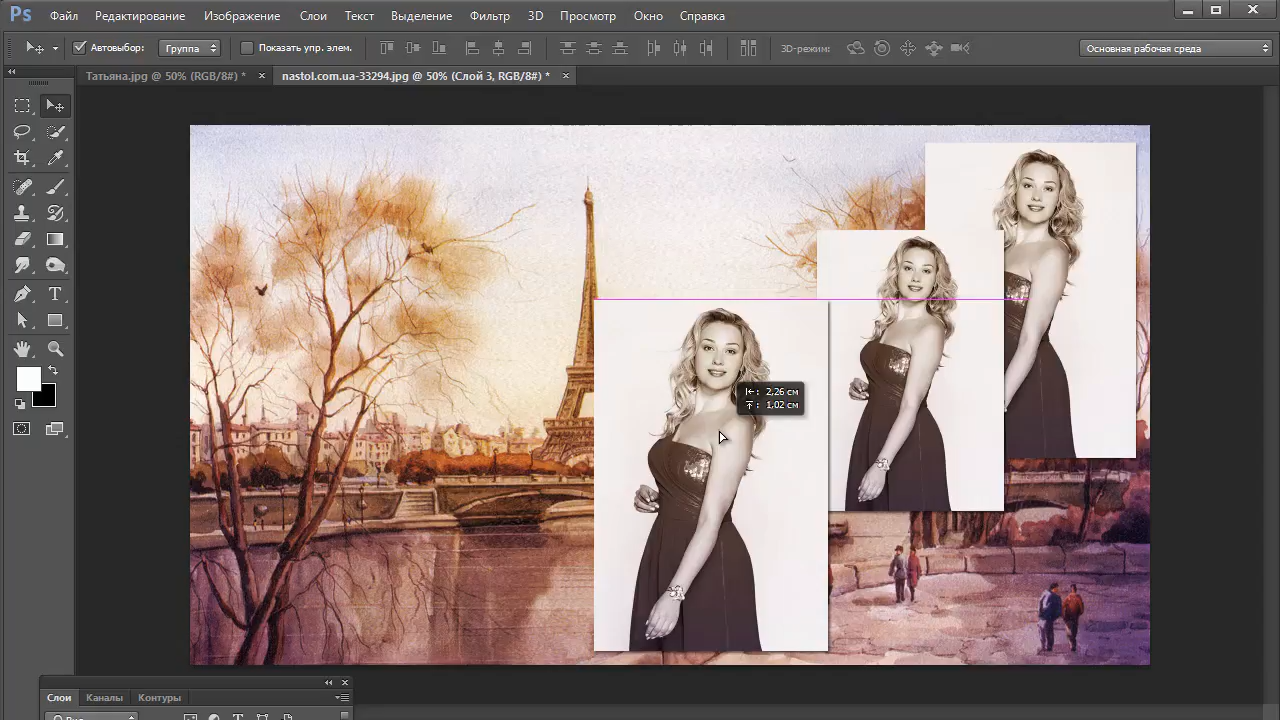 Ps Файл Редактирование Изображение Слои Текст Выделение Фильтр 3D Просмотр Окно Справка
Автовыбор: Группа Показать упр. элем. 3D-режим: Основная рабочая среда
Татьяна.jpg @ 50% (RGB/8#) * × nastol.com.ua-33294.jpg @ 50% (Слой 3, RGB/8#) * ×
2,26 см
1,02 см
Слои Каналы Контуры
Вид